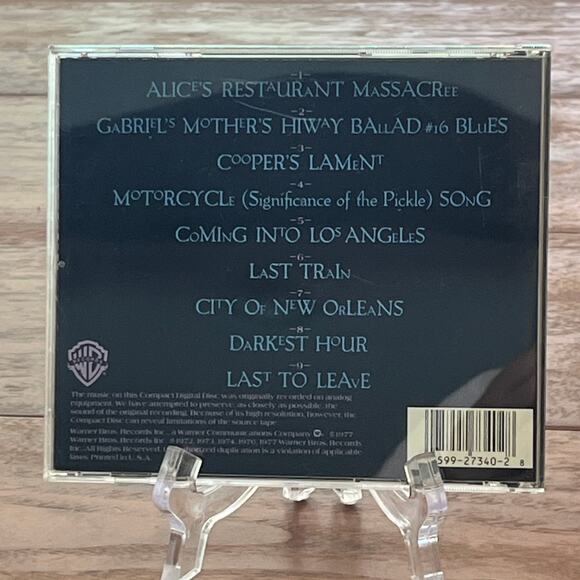 -1-
ALICE'S RESTAURANT MASSACREE
-2-
GABRIEL'S MOTHER'S HIWAY BALLAD #16 BLUES
-3-
COOPER'S LAMENT
-4-
MOTORCYCLE (Significance of the Pickle) SONG
-5-
COMING INTO LOS ANGELES
-6-
LAST TRAIN
-7-
CITY OF NEW ORLEANS
-8-
DARKEST HOUR
-9-
LAST TO LEAVE
The music on this Compact Digital Disc was originally recorded on analog
equipment. We have attempted to preserve, as closely as possible, the
sound of the original recording. Because of its high resolution, however, the
Compact Disc can reveal limitations of the source tape.
Warner Bros. Records Inc., a Warner Communications Company ©1977
Warner Bros. Records Inc. ℗1972, 1973, 1974, 1976, 1977 Warner Bros. Records
Inc. All Rights Reserved. Unauthorized duplication is a violation of applicable
laws. Printed in U.S.A.
599-27340-2 8